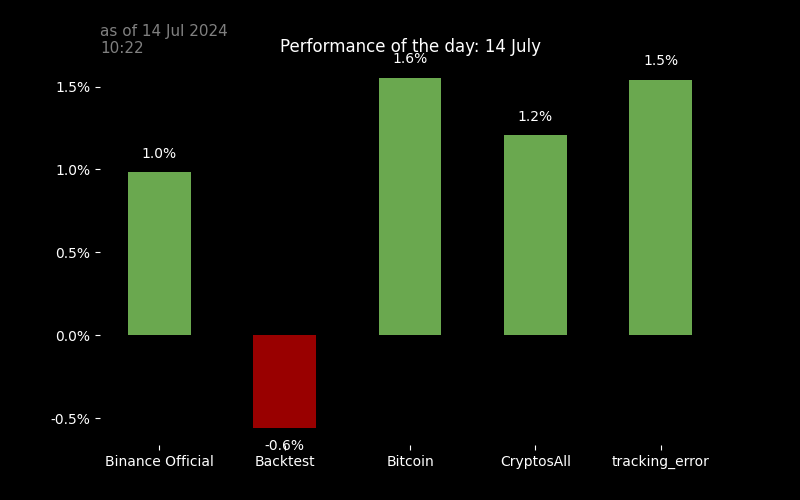 as of 14 Jul 2024
10:22
Performance of the day: 14 July
1.6%
1.5%
1.5%
1.2%
1.0%
1.0%
0.5%
0.0%
-0.5%
-0.6%
Binance Official
Backtest
Bitcoin
CryptosAll
tracking_error